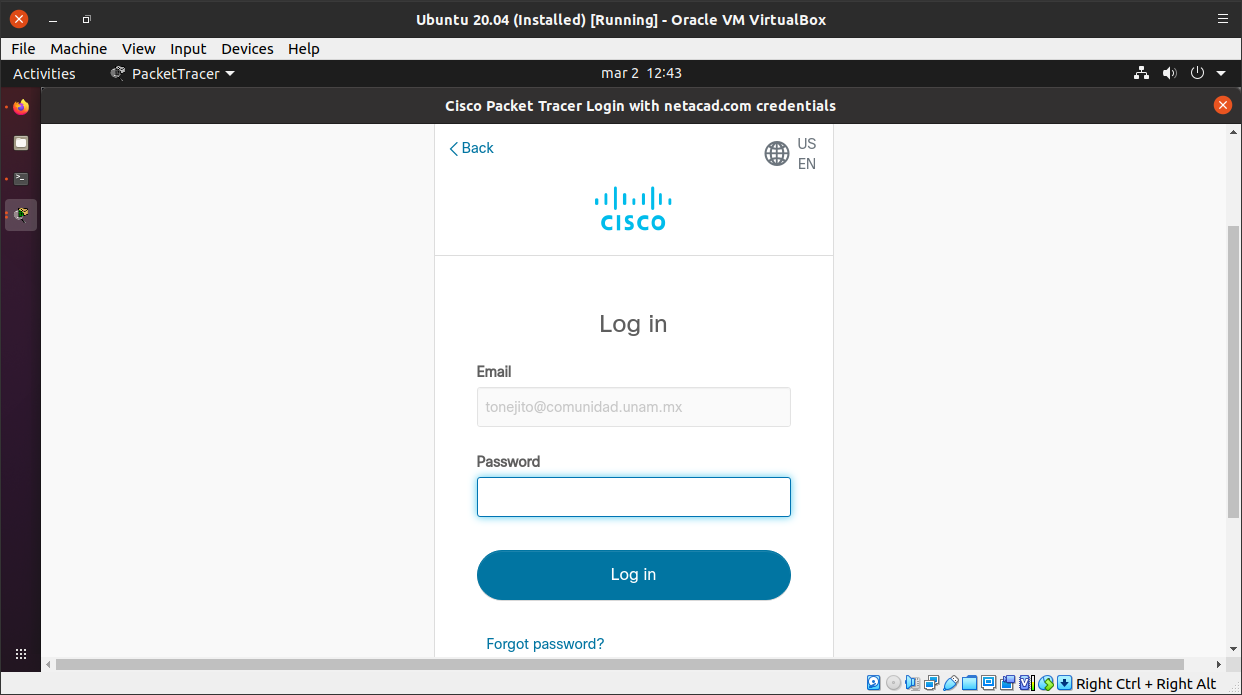 Ubuntu 20.04 (Installed) [Running] - Oracle VM VirtualBox
File Machine View Input Devices Help
Activities PacketTracer mar 2 12:43
Cisco Packet Tracer Login with netacad.com credentials
Back
US
EN
CISCO
Log in
Email
tonejito@comunidad.unam.mx
Password
Log in
Forgot password?
Right Ctrl + Right Alt